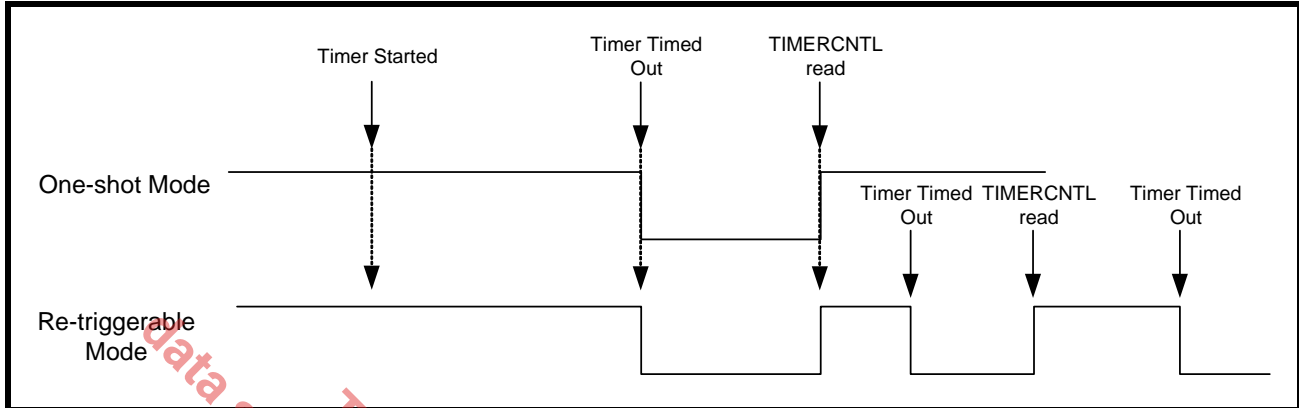 Timer Started
Timer Timed
Out
TIMERCNTL
read
One-shot Mode
Timer Timed
Out
TIMERCNTL
read
Timer Timed
Out
Re-triggerable
Mode
data